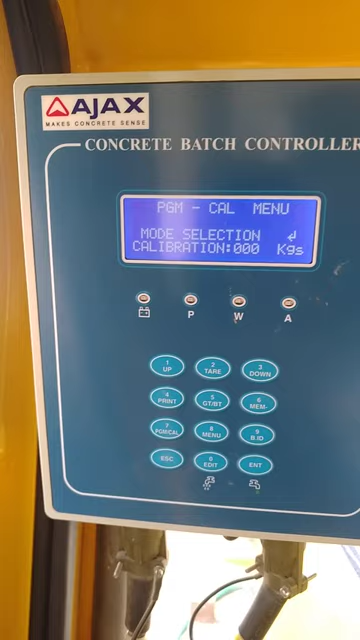 AJAX
MAKES CONCRETE SENSE
CONCRETE BATCH CONTROLLER
PGM - CAL MENU
MODE SELECTION ↲
CALIBRATION:000 Kgs
P W A
1 UP
2 TARE
3 DOWN
4 PRINT
5 GT/BT
6 MEM-
7 PGM/CAL
8 MENU
9 B.ID
ESC
0 EDIT
ENT